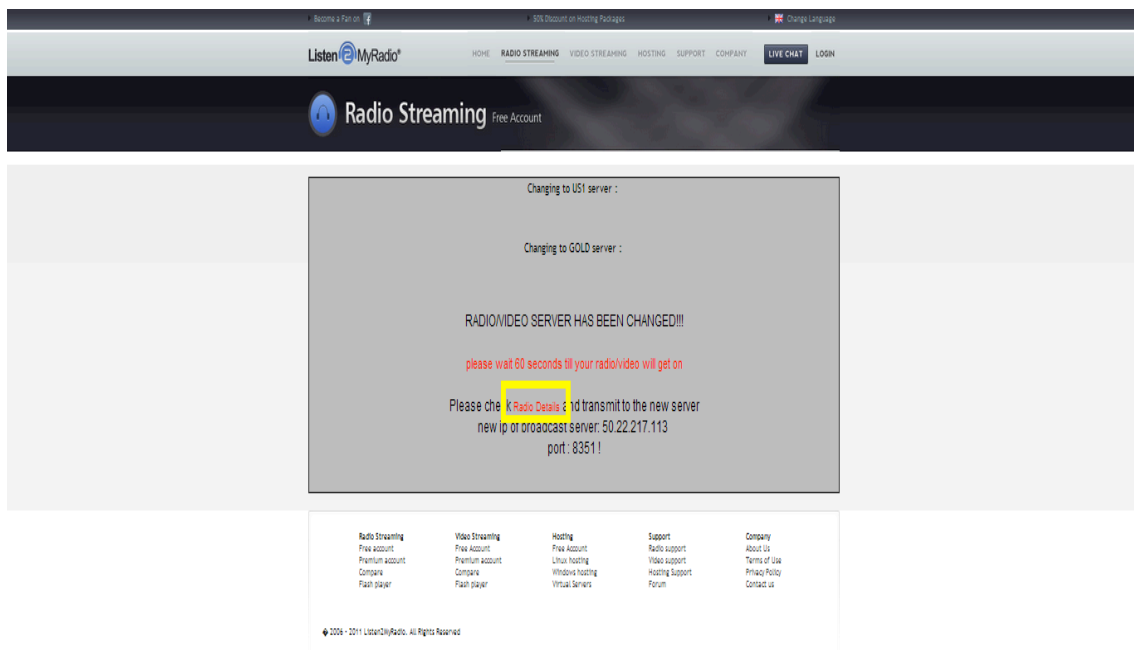 Become a Fan on f
50% Discount on Hosting Packages
Change Language
Listen2MyRadio®
HOME RADIO STREAMING VIDEO STREAMING HOSTING SUPPORT COMPANY LIVE CHAT LOGIN
Radio Streaming Free Account
Changing to US1 server :
Changing to GOLD server :
RADIO/VIDEO SERVER HAS BEEN CHANGED!!!
please wait 60 seconds till your radio/video will get on
Please check Radio Details and transmit to the new server
new ip of broadcast server: 50.22.217.113
port : 8351 !
Radio Streaming Video Streaming Hosting Support Company
Free account Free Account Free Account Radio support About Us
Premium account Premium account Linux hosting Video support Terms of Use
Compare Compare Windows hosting Hosting Support Privacy Policy
Flash player Flash player Virtual Servers Forum Contact us
� 2006 - 2011 Listen2MyRadio. All Rights Reserved